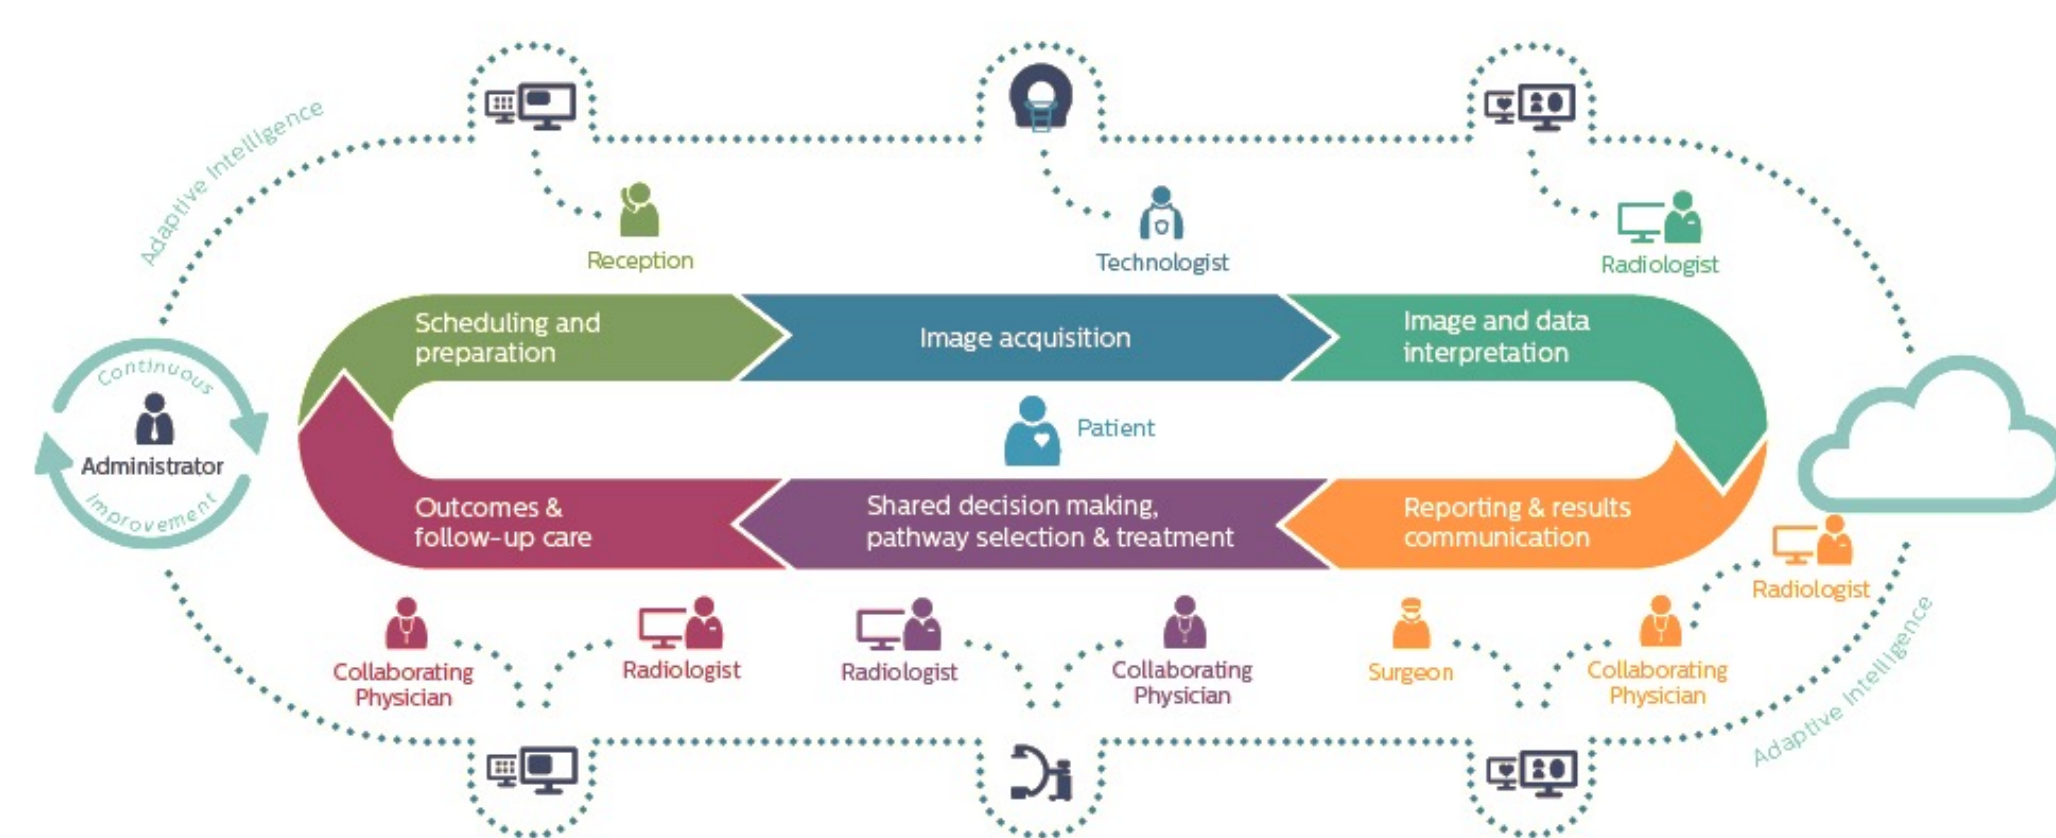 Adaptive Intelligence
Reception
Technologist
Radiologist
Scheduling and
preparation
Image acquisition
Image and data
interpretation
Continuous
Administrator
Improvement
Patient
Outcomes &
follow-up care
Shared decision making,
pathway selection & treatment
Reporting & results
communication
Radiologist
Collaborating
Physician
Radiologist
Radiologist
Collaborating
Physician
Surgeon
Collaborating
Physician
Adaptive Intelligence